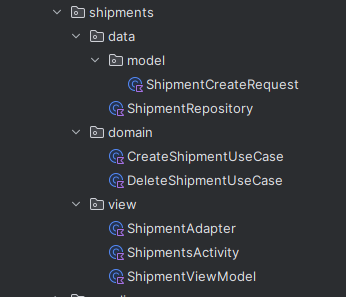 shipments
data
model
ShipmentCreateRequest
ShipmentRepository
domain
CreateShipmentUseCase
DeleteShipmentUseCase
view
ShipmentAdapter
ShipmentsActivity
ShipmentViewModel